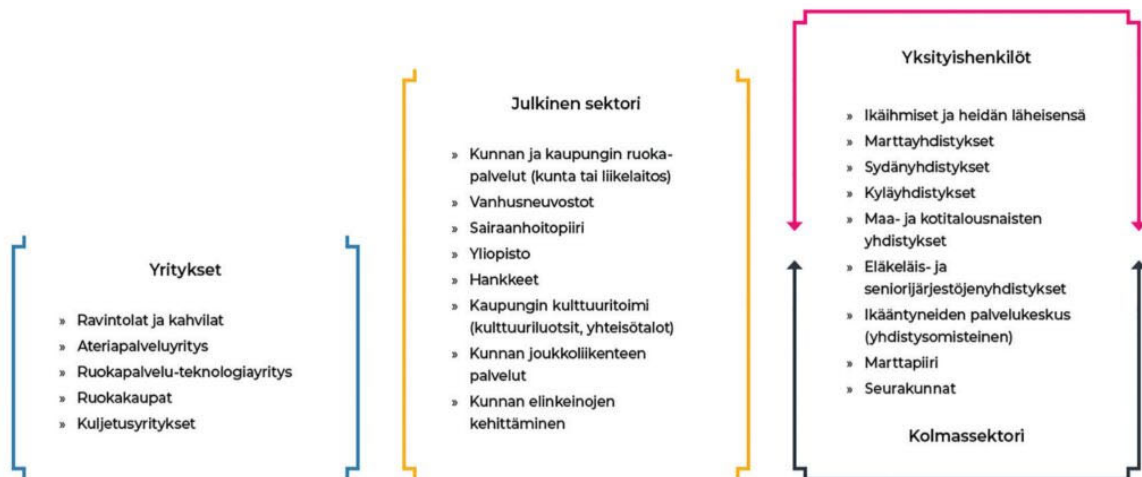 Yritykset
» Ravintolat ja kahvilat
» Ateriapalveluyritys
» Ruokapalvelu-teknologiayritys
» Ruokakaupat
» Kuljetusyritykset
Julkinen sektori
» Kunnan ja kaupungin ruoka-
palvelut (kunta tai liikelaitos)
» Vanhusneuvostot
» Sairaanhoitopiiri
» Yliopisto
» Hankkeet
» Kaupungin kulttuuritoimi
(kulttuuriluotsit, yhteisötalot)
» Kunnan joukkoliikenteen
palvelut
» Kunnan elinkeinojen
kehittäminen
Yksityishenkilöt
» Ikäihmiset ja heidän läheisensä
» Marttayhdistykset
» Sydänyhdistykset
» Kyläyhdistykset
» Maa- ja kotitalousnaisten
yhdistykset
» Eläkeläis- ja
seniorijärjestöjenyhdistykset
» Ikääntyneiden palvelukeskus
(yhdistysomisteinen)
» Marttapiiri
» Seurakunnat
Kolmassektori